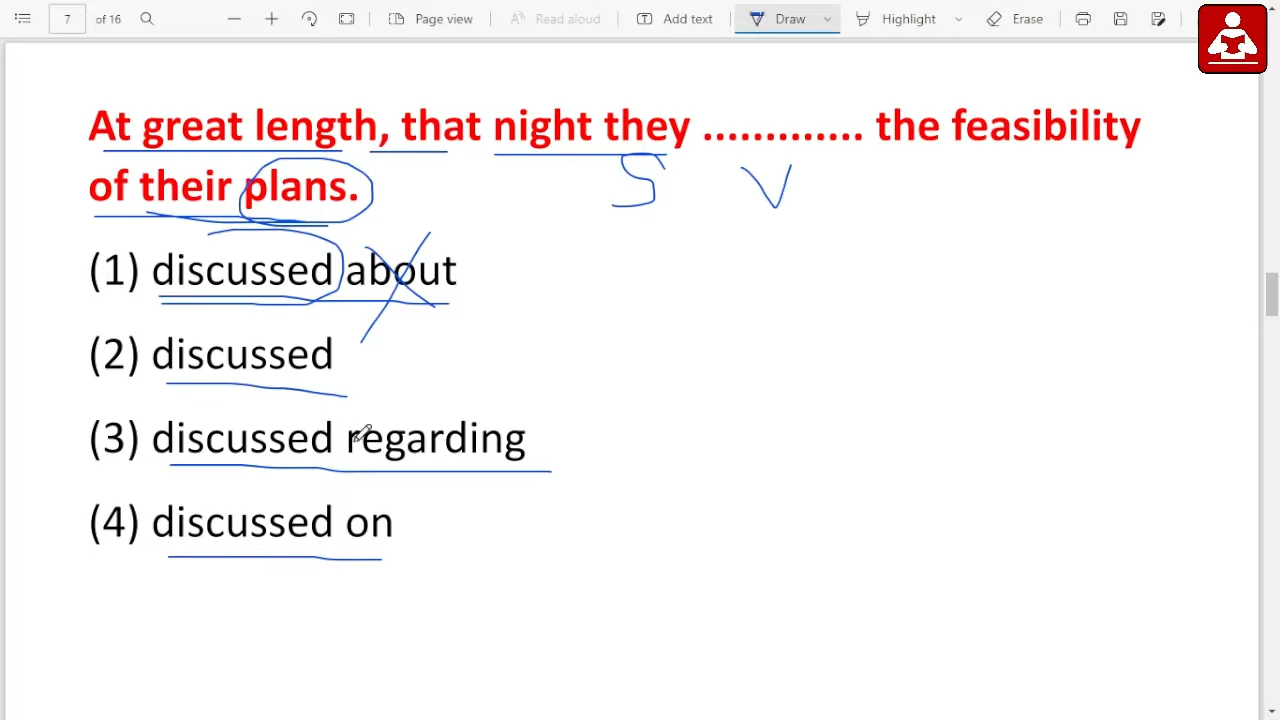 7 of 16 Page view Read aloud Add text Draw Highlight Erase
At great length, that night they ............. the feasibility
of their plans.
S V
(1) discussed about
(2) discussed
(3) discussed regarding
(4) discussed on